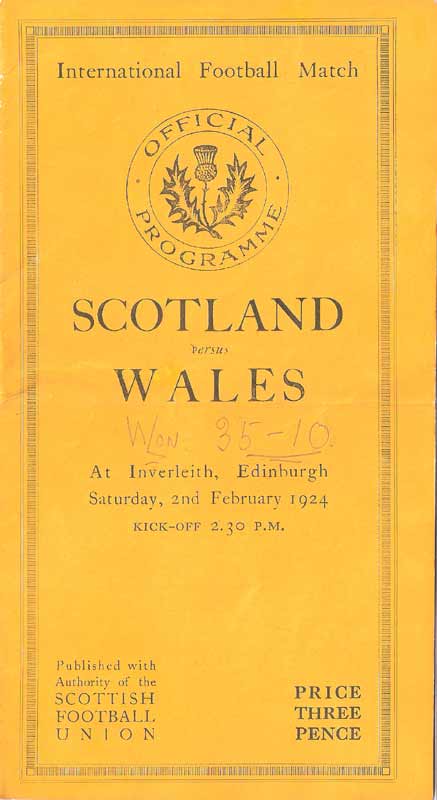 International Football Match
OFFICIAL
PROGRAMME
SCOTLAND
versus
WALES
Won. 35-10.
At Inverleith, Edinburgh
Saturday, 2nd February 1924
KICK-OFF 2.30 P.M.
Published with
Authority of the
SCOTTISH
FOOTBALL
UNION
PRICE
THREE
PENCE